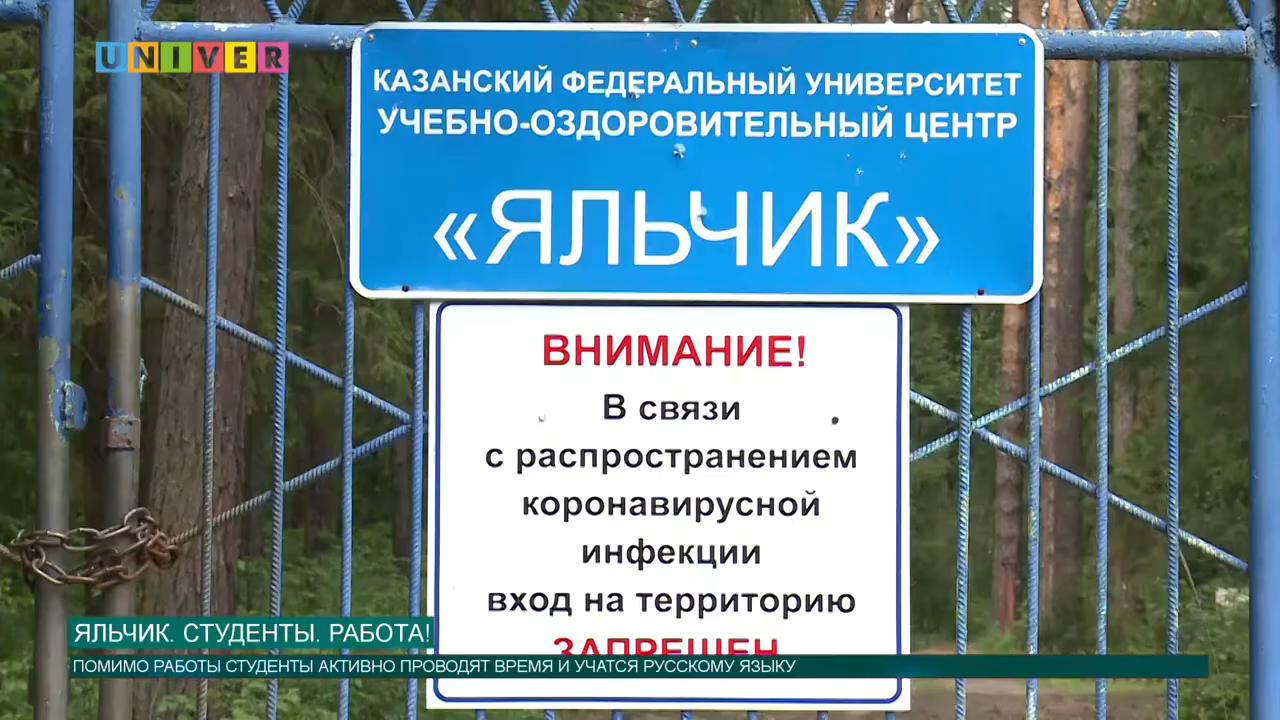 UNIVER
КАЗАНСКИЙ ФЕДЕРАЛЬНЫЙ УНИВЕРСИТЕТ
УЧЕБНО-ОЗДОРОВИТЕЛЬНЫЙ ЦЕНТР
«ЯЛЬЧИК»
ВНИМАНИЕ!
В связи
с распространением
коронавирусной
инфекции
вход на территорию
ЗАПРЕЩЕН
ЯЛЬЧИК. СТУДЕНТЫ. РАБОТА!
ПОМИМО РАБОТЫ СТУДЕНТЫ АКТИВНО ПРОВОДЯТ ВРЕМЯ И УЧАТСЯ РУССКОМУ ЯЗЫКУ